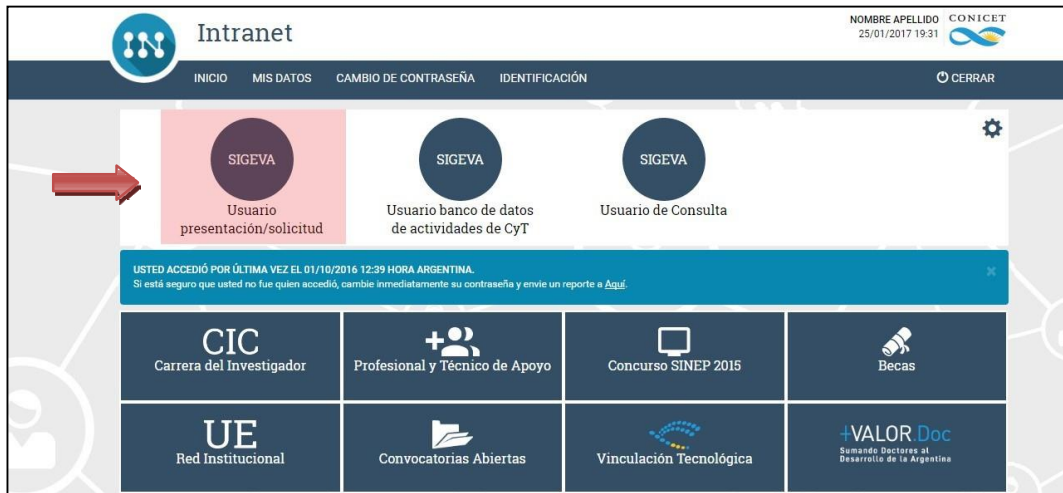 Intranet
NOMBRE APELLIDO
25/01/2017 19:31
CONICET
IN
INICIO MIS DATOS CAMBIO DE CONTRASEÑA IDENTIFICACIÓN CERRAR
SIGEVA
Usuario
presentación/solicitud
SIGEVA
Usuario banco de datos
de actividades de CyT
SIGEVA
Usuario de Consulta
USTED ACCEDIÓ POR ÚLTIMA VEZ EL 01/10/2016 12:39 HORA ARGENTINA.
Si está seguro que usted no fue quien accedió, cambie inmediatamente su contraseña y envie un reporte a Aquí.
CIC
Carrera del Investigador
Profesional y Técnico de Apoyo
Concurso SINEP 2015
Becas
UE
Red Institucional
Convocatorias Abiertas
Vinculación Tecnológica
+VALOR.Doc
Sumando Doctores al
Desarrollo de la Argentina